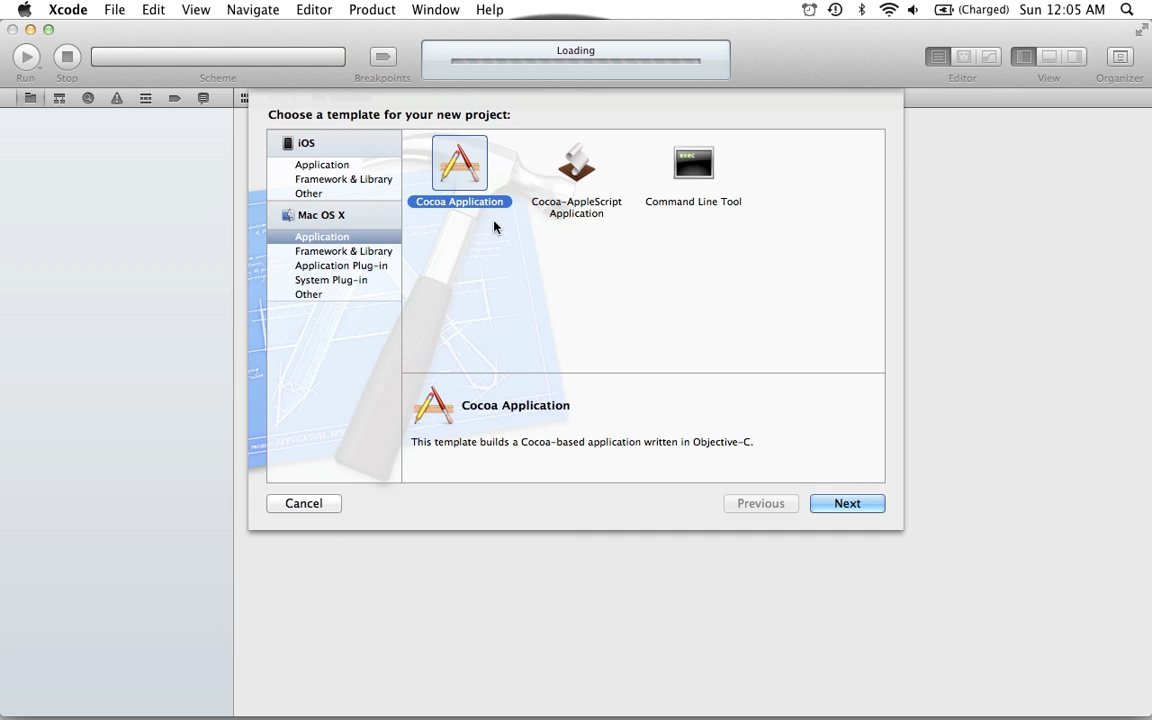 Xcode File Edit View Navigate Editor Product Window Help (Charged) Sun 12:05 AM
Loading
Run Stop Scheme Breakpoints Editor View Organizer
Choose a template for your new project:
iOS
Application
Framework & Library
Other
Mac OS X
Application
Framework & Library
Application Plug-in
System Plug-in
Other
exec
Cocoa Application
Cocoa-AppleScript
Application
Command Line Tool
Cocoa Application
This template builds a Cocoa-based application written in Objective-C.
Cancel Previous Next